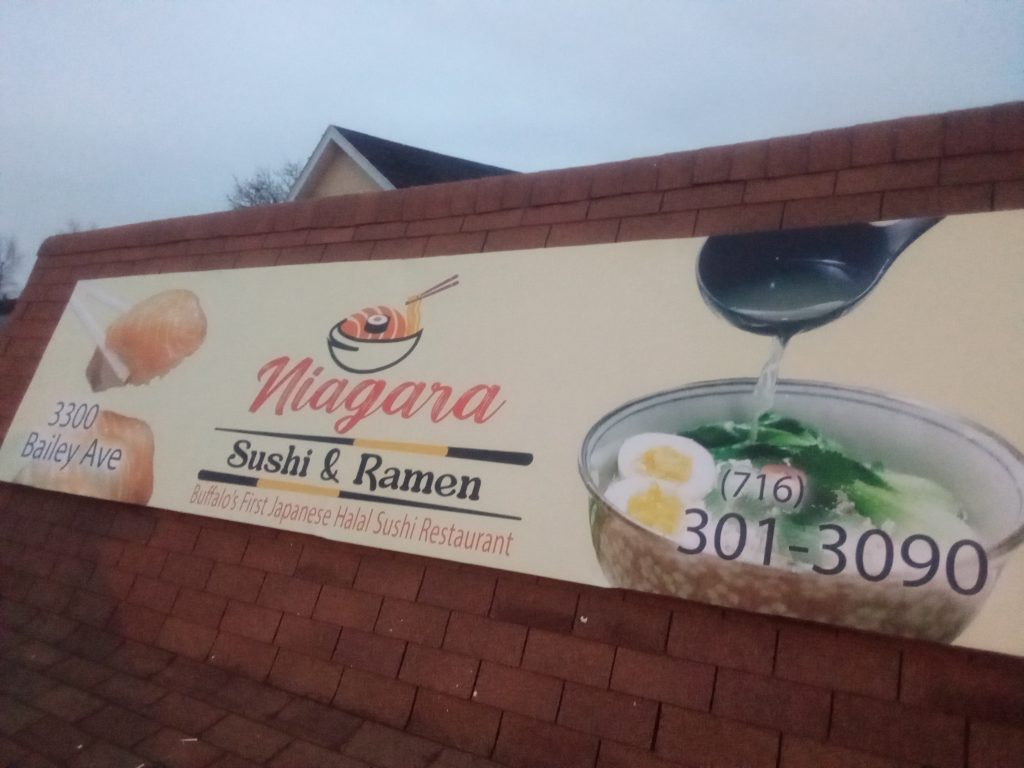 Niagara
Sushi & Ramen
Buffalo's First Japanese Halal Sushi Restaurant
3300
Bailey Ave
(716)
301-3090